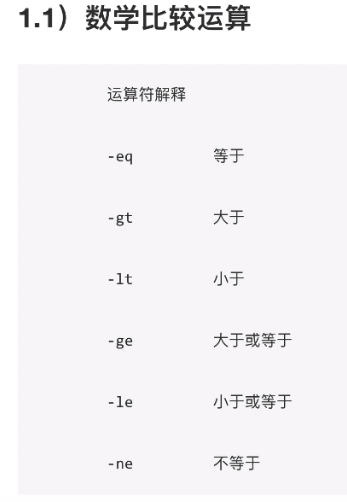 1.1）数学比较运算
运算符解释
-eq 等于
-gt 大于
-lt 小于
-ge 大于或等于
-le 小于或等于
-ne 不等于